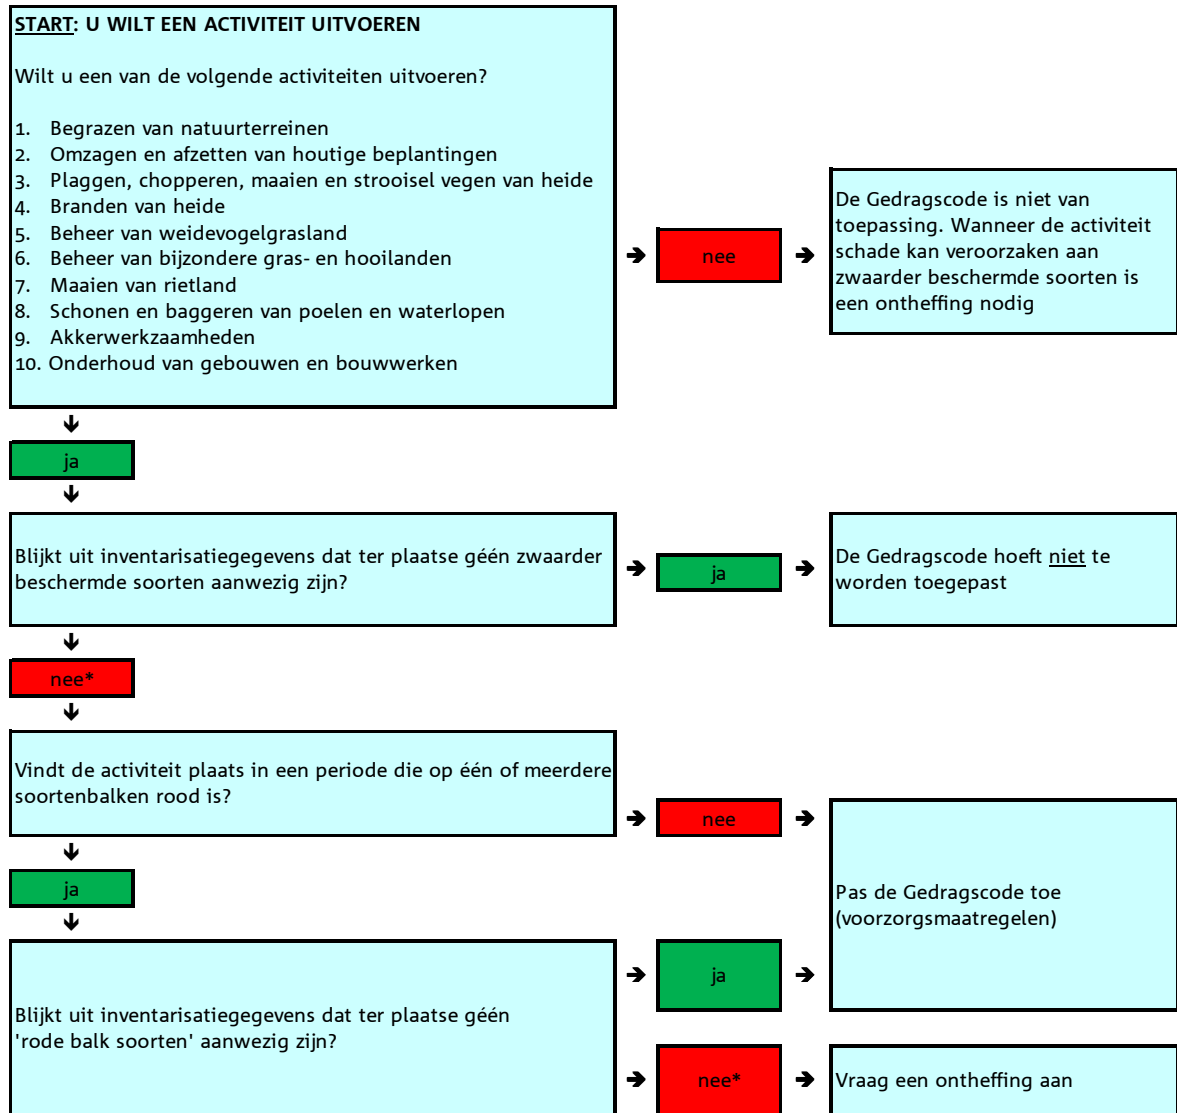 START: U WILT EEN ACTIVITEIT UITVOEREN
Wilt u een van de volgende activiteiten uitvoeren?
1. Begrazen van natuurterreinen
2. Omzagen en afzetten van houtige beplantingen
3. Plaggen, chopperen, maaien en strooisel vegen van heide
4. Branden van heide
5. Beheer van weidevogelgrasland
6. Beheer van bijzondere gras- en hooilanden
7. Maaien van rietland
8. Schonen en baggeren van poelen en waterlopen
9. Akkerwerkzaamheden
10. Onderhoud van gebouwen en bouwwerken
nee
De Gedragscode is niet van
toepassing. Wanneer de activiteit
schade kan veroorzaken aan
zwaarder beschermde soorten is
een ontheffing nodig
ja
Blijkt uit inventarisatiegegevens dat ter plaatse géén zwaarder
beschermde soorten aanwezig zijn?
ja
De Gedragscode hoeft niet te
worden toegepast
nee*
Vindt de activiteit plaats in een periode die op één of meerdere
soortenbalken rood is?
nee
Pas de Gedragscode toe
(voorzorgsmaatregelen)
ja
Blijkt uit inventarisatiegegevens dat ter plaatse géén
'rode balk soorten' aanwezig zijn?
ja
nee*
Vraag een ontheffing aan